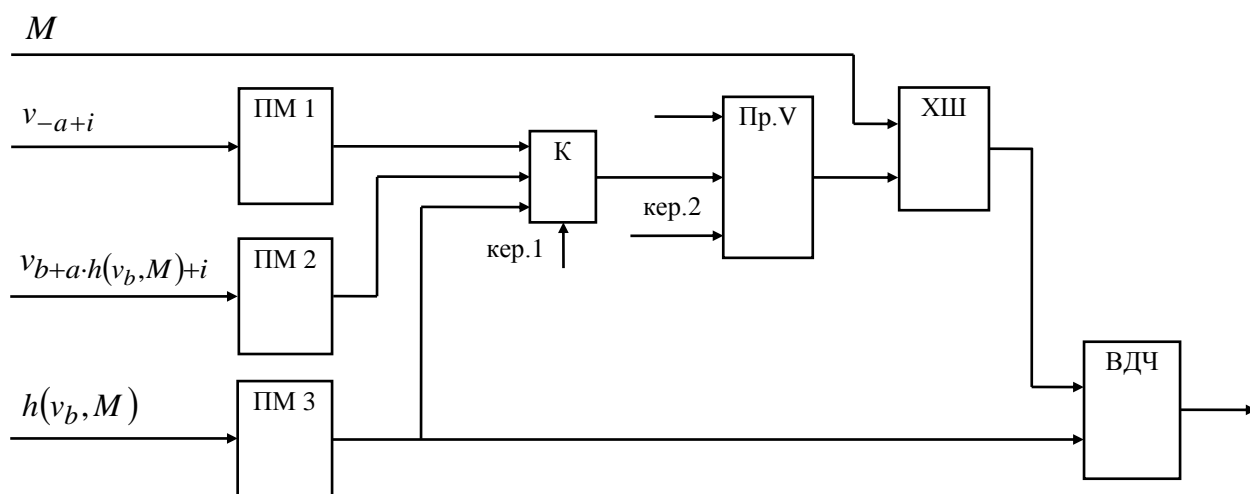 M
v_{-a+i}
ПМ 1
Пр.V
ХШ
К
кер.2
кер.1
v_{b+a·h(v_b,M)+i}
ПМ 2
ВДЧ
h(v_b,M)
ПМ 3